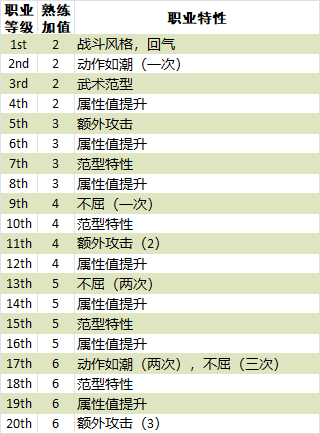 职业等级 熟练加值 职业特性
1st 2 战斗风格，回气
2nd 2 动作如潮（一次）
3rd 2 武术范型
4th 2 属性值提升
5th 3 额外攻击
6th 3 属性值提升
7th 3 范型特性
8th 3 属性值提升
9th 4 不屈（一次）
10th 4 范型特性
11th 4 额外攻击（2）
12th 4 属性值提升
13th 5 不屈（两次）
14th 5 属性值提升
15th 5 范型特性
16th 5 属性值提升
17th 6 动作如潮（两次），不屈（三次）
18th 6 范型特性
19th 6 属性值提升
20th 6 额外攻击（3）